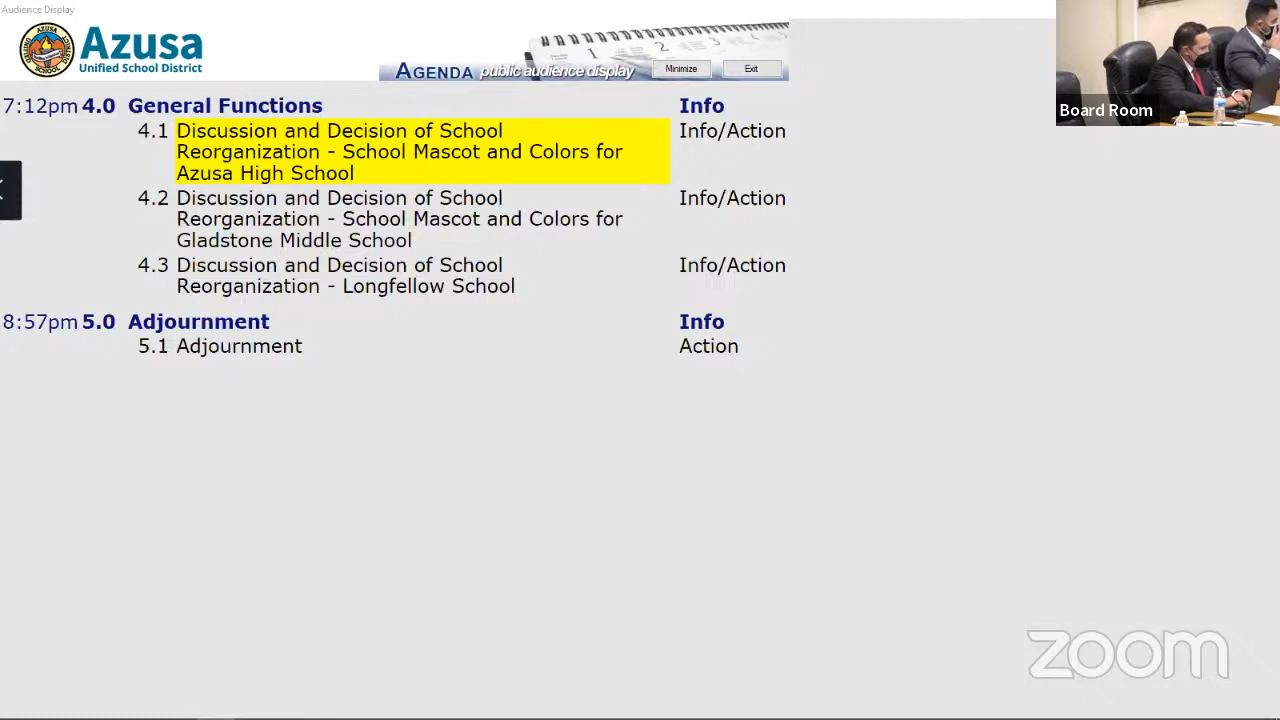 Audience Display
Azusa
Unified School District
AGENDA public audience display
Minimize
Exit
Board Room
7:12pm 4.0 General Functions Info
4.1 Discussion and Decision of School Info/Action
Reorganization - School Mascot and Colors for
Azusa High School
4.2 Discussion and Decision of School Info/Action
Reorganization - School Mascot and Colors for
Gladstone Middle School
4.3 Discussion and Decision of School Info/Action
Reorganization - Longfellow School
8:57pm 5.0 Adjournment Info
5.1 Adjournment Action
zoom